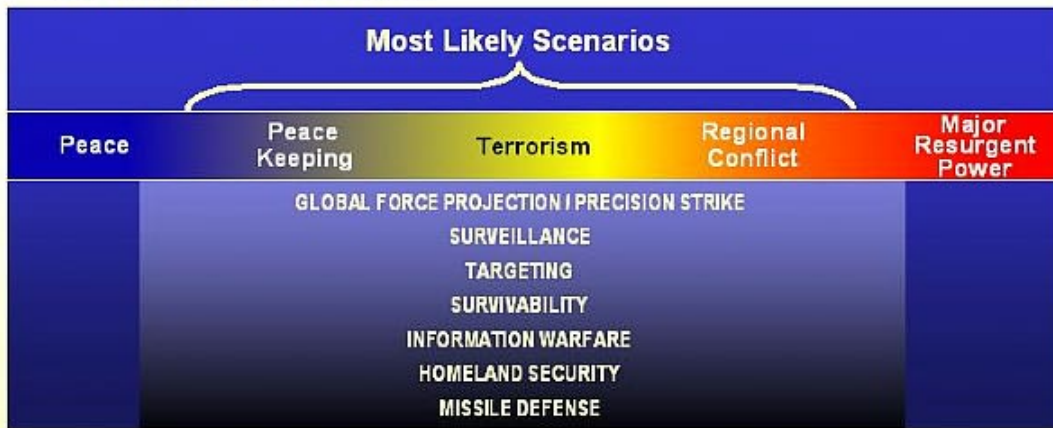 Most Likely Scenarios
Peace
Peace
Keeping
Terrorism
Regional
Conflict
Major
Resurgent
Power
GLOBAL FORCE PROJECTION / PRECISION STRIKE
SURVEILLANCE
TARGETING
SURVIVABILITY
INFORMATION WARFARE
HOMELAND SECURITY
MISSILE DEFENSE